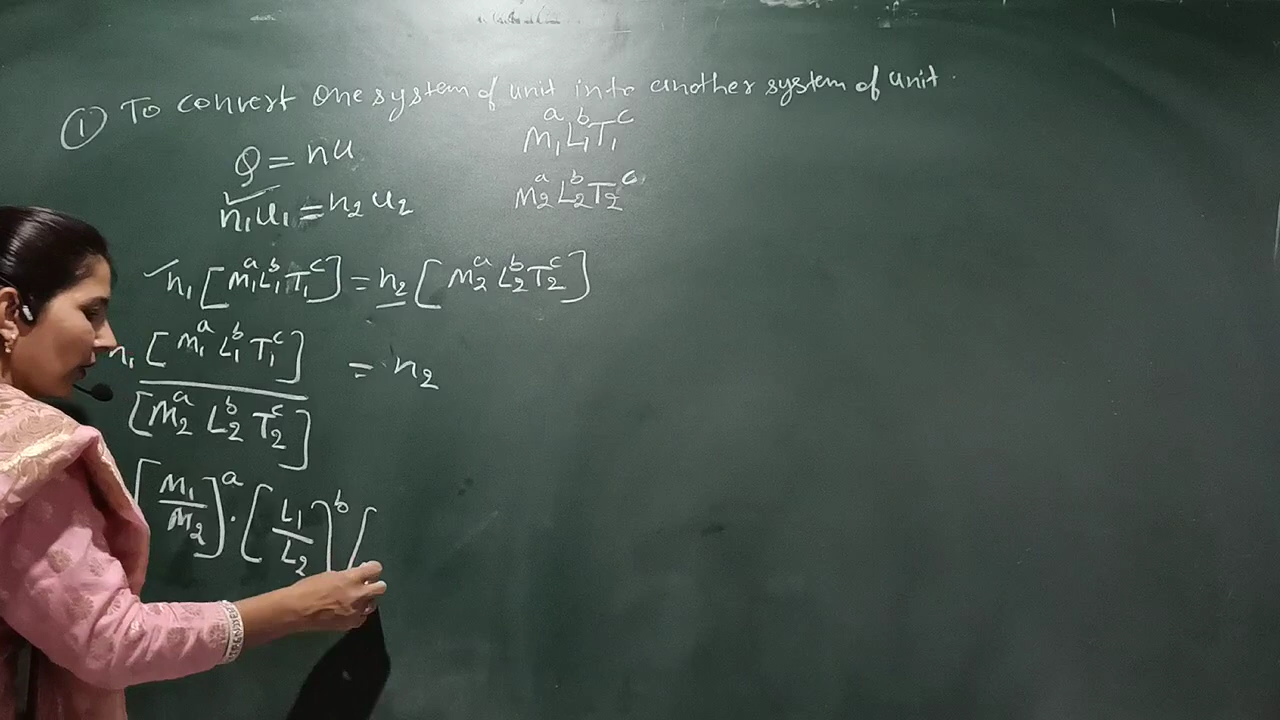 ① To convert one system of unit into another system of unit.
Q = nu
M₁ᵃL₁ᵇT₁ᶜ
n₁u₁ = n₂u₂
M₂ᵃL₂ᵇT₂ᶜ
n₁[M₁ᵃL₁ᵇT₁ᶜ] = n₂[M₂ᵃL₂ᵇT₂ᶜ]
n₁[M₁ᵃL₁ᵇT₁ᶜ] = n₂
[M₂ᵃL₂ᵇT₂ᶜ]
[M₁/M₂]ᵃ·[L₁/L₂]ᵇ[